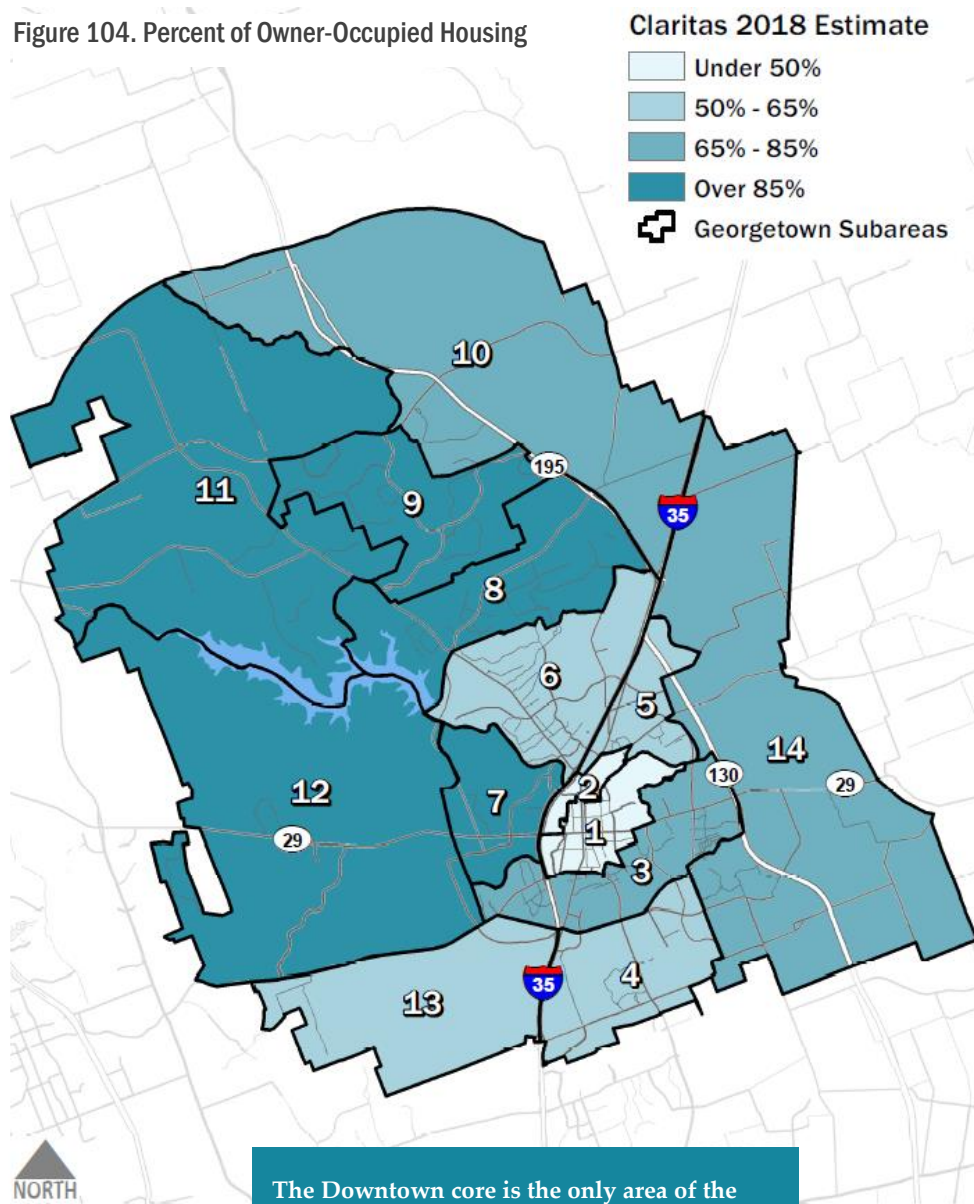 Figure 104. Percent of Owner-Occupied Housing
Claritas 2018 Estimate
Under 50%
50% - 65%
65% - 85%
Over 85%
Georgetown Subareas
10
195
35
11
9
8
6
5
14
2
130
29
12
7
1
29
3
35
4
13
NORTH
The Downtown core is the only area of the